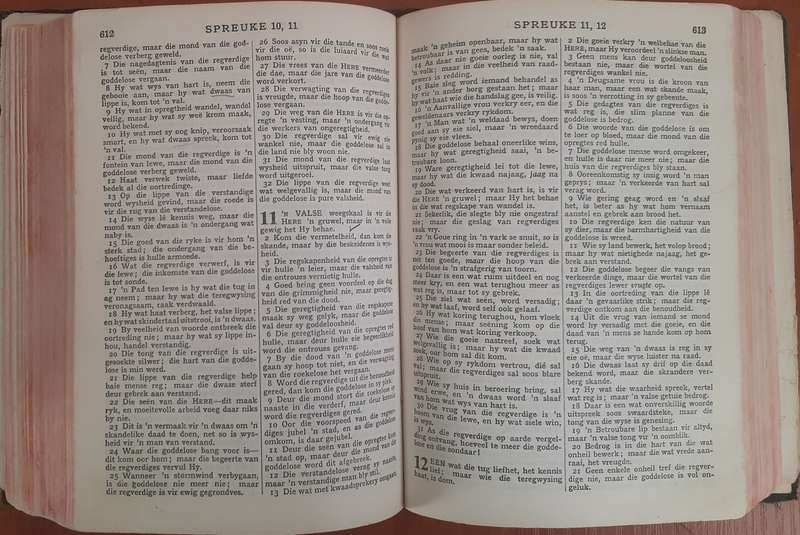 612
SPREUKE 10, 11
regverdige, maar die mond van die god-
delose verberg geweld.
7 Die nagedagtenis van die regverdige
is tot seën, maar die naam van die
goddelose vergaan.
8 Hy wat wys van hart is, neem die
gebooie aan, maar hy wat dwaas van
lippe is, kom tot 'n val.
9 Hy wat in opregtheid wandel, wandel
veilig, maar hy wat sy weë krom maak,
word bekend.
10 Hy wat met sy oog knip, veroorsaak
smart, en hy wat dwaas spreek, kom tot
'n val.
11 Die mond van die regverdige is 'n
fontein van lewe, maar die mond van die
goddelose verberg geweld.
12 Haat verwek twiste, maar liefde
bedek al die oortredinge.
13 Op die lippe van die verstandige
word wysheid gevind, maar die roede is
vir die rug van die verstandelose.
14 Die wyse lê kennis weg, maar die
mond van die dwaas is 'n ondergang wat
naby is.
15 Die goed van die ryke is vir hom 'n
sterk stad; die ondergang van die be-
hoeftiges is hulle armoede.
16 Wat die regverdige verwerf, is vir
die lewe; die inkomste van die goddelose
is tot sonde.
17 'n Pad ten lewe is hy wat die tug in
ag neem; maar hy wat die teregwysing
veronagsaam, raak verdwaald.
18 Hy wat haat verberg, het valse lippe;
en hy wat skindertaal uitstrooi, is 'n dwaas.
19 By veelheid van woorde ontbreek die
oortreding nie; maar hy wat sy lippe in-
hou, handel verstandig.
20 Die tong van die regverdige is uit-
gesoekte silwer; die hart van die godde-
lose is min werd.
21 Die lippe van die regverdige help
baie mense reg; maar die dwase sterf
deur gebrek aan verstand.
22 Die seën van die HERE—dit maak
ryk, en moeitevolle arbeid voeg daar niks
by nie.
23 Dit is 'n vermaak vir 'n dwaas om 'n
skandelike daad te doen, net so is wys-
heid vir 'n man van verstand.
24 Waar die goddelose bang voor is—
dit kom oor hom; maar die begeerte van
die regverdiges vervul Hy.
25 Wanneer 'n stormwind verbygaan,
is die goddelose nie meer nie; maar
die regverdige is vir ewig gegrondves.
26 Soos asyn vir die tande en soos rook
vir die oë, so is die luiaard vir die wat
hom stuur.
27 Die vrees van die HERE vermeerder
die dae, maar die jare van die goddelose
word verkort.
28 Die verwagting van die regverdiges
is vreugde, maar die hoop van die godde-
lose vergaan.
29 Die weg van die HERE is vir die op-
regte 'n vesting, maar 'n ondergang vir
die werkers van ongeregtigheid.
30 Die regverdige sal vir ewig nie
wankel nie, maar die goddelose sal in
die land nie bly woon nie.
31 Die mond van die regverdige laat
wysheid uitspruit, maar die valse tong
word uitgeroei.
32 Die lippe van die regverdige weet
wat welgevallig is, maar die mond van
die goddelose is pure valsheid.
11 'n VALSE weegskaal is vir die
HERE 'n gruwel, maar 'n vol
gewig het Hy behae.
2 Kom die vermetelheid, dan kom die
skande, maar by die beskeidenes is wys-
heid.
3 Die regskapenheid van die opregtes lei
vir hulle 'n leier, maar die valsheid van
die ontroues vernietig hulle.
4 Goed bring geen voordeel op die dag
van die grimmigheid nie, maar geregtig-
heid red van die dood.
5 Die geregtigheid van die regskapene
maak sy weg gelyk, maar die goddelose
val deur sy goddeloosheid.
6 Die geregtigheid van die opregtes red
hulle, maar deur hulle eie begeerlikheid
word die ontroues gevang.
7 By die dood van 'n goddelose mens
gaan sy hoop tot niet, en die verwagting
van die roekelose het vergaan.
8 Word die regverdige uit die benoudheid
gered, dan kom die goddelose in sy plek.
9 Deur die mond stort die roekelose sy
naaste in die verderf, maar deur kennis
word die regverdiges gered.
10 Oor die voorspoed van die regver-
diges jubel 'n stad, en as die goddelose
omkom, is daar gejubel.
11 Deur die seën van die opregtes kom
'n stad op, maar deur die mond van die
goddelose word dit afgebreek.
12 Die verstandelose verag sy naaste,
maar 'n verstandige man bly stil.
13 Die wat met kwaadsprekery omgaan
SPREUKE 11, 12
613
maak 'n geheim openbaar, maar hy wat
betroubaar is van gees, bedek 'n saak.
14 As daar nie goeie oorleg is nie, val
'n volk; maar in die veelheid van raad-
gewers is redding.
15 Baie sleg word iemand behandel as
hy vir 'n ander borg gestaan het; maar
hy wat haat wie die handslag gee, is veilig.
16 'n Aanvallige vrou verkry eer, en die
geweldenaars verkry rykdom.
17 'n Man wat 'n weldaad bewys, doen
goed aan sy eie siel, maar 'n wreedaard
pynig sy eie vlees.
18 Die goddelose behaal oneerlike wins,
maar hy wat geregtigheid saai, 'n be-
troubare loon.
19 Ware geregtigheid lei tot die lewe,
maar hy wat die kwaad najaag, jaag na
sy dood.
20 Die wat verkeerd van hart is, is vir
die HERE 'n gruwel; maar Hy het behae
in die wat regskape van wandel is.
21 Sekerlik, die slegte bly nie ongestraf
nie; maar die geslag van regverdiges
raak vry.
22 'n Goue ring in 'n vark se snuit, so is
'n vrou wat mooi is maar sonder beleid.
23 Die begeerte van die regverdiges is
net ten goede, maar die hoop van die
goddelose is 'n strafgerig van toorn.
24 Daar is een wat ruim uitdeel en nog
meer kry, en een wat terughou meer as
wat reg is, maar tot sy gebrek.
25 Die siel wat seën, word versadig;
en hy wat laaf, word self ook gelaaf.
26 Hy wat koring terughou, hom vloek
die mense; maar seëning kom op die
hoof van hom wat koring verkoop.
27 Wie die goeie nastreef, soek wat
welgevallig is; maar hy wat die kwaad
soek, oor hom sal dit kom.
28 Wie op sy rykdom vertrou, dié sal
val; maar die regverdiges sal soos blare
uitspruit.
29 Wie sy huis in beroering bring, sal
wind erwe, en 'n dwaas word 'n slaaf
van hom wat wys van hart is.
30 Die vrug van die regverdige is 'n
boom van die lewe, en hy wat siele win,
is wys.
31 As die regverdige op aarde vergel-
ding ontvang, hoeveel te meer die godde-
lose en die sondaar!
12 EEN wat die tug liefhet, het kennis
lief; maar wie die teregwysing
haat, is dom.
2 Die goeie verkry 'n welbehae van die
HERE, maar Hy veroordeel 'n slinkse man.
3 Geen mens kan deur goddeloosheid
bestaan nie, maar die wortel van die
regverdiges wankel nie.
4 'n Deugsame vrou is die kroon van
haar man, maar een wat skande maak,
is soos 'n verrotting in sy gebeente.
5 Die gedagtes van die regverdiges is
wat reg is, die slim planne van die
goddelose is bedrog.
6 Die woorde van die goddelose is om
te loer op bloed, maar die mond van die
opregtes red hulle.
7 Die goddelose mense word omgekeer,
en hulle is daar nie meer nie; maar die
huis van die regverdiges bly staan.
8 Ooreenkomstig sy insig word 'n man
geprys; maar 'n verkeerde van hart sal
verag word.
9 Wie gering geag word en 'n slaaf
het, is beter as hy wat hom vernaam
aanstel en gebrek aan brood het.
10 Die regverdige ken die natuur van
sy dier, maar die barmhartigheid van die
goddelose is wreed.
11 Wie sy land bewerk, het volop brood;
maar hy wat nietighede najaag, het ge-
brek aan verstand.
12 Die goddelose begeer die vangs van
verkeerde dinge, maar die wortel van die
regverdiges lewer vrugte op.
13 In die oortreding van die lippe lê
daar 'n gevaarlike strik; maar die reg-
verdige ontkom aan die benoudheid.
14 Uit die vrug van iemand se mond
word hy versadig met die goeie, en die
daad van 'n mens se hande kom op hom
terug.
15 Die weg van 'n dwaas is reg in sy
eie oë, maar die wyse luister na raad.
16 Die dwaas laat sy drif op die daad
bekend word, maar die skrandere ver-
berg skande.
17 Hy wat die waarheid spreek, vertel
wat reg is; maar 'n valse getuie bedrog.
18 Daar is een wat onverskillig woorde
uitspreek soos swaardsteke, maar die
tong van die wyse is genesing.
19 'n Betroubare lip bestaan vir altyd,
maar 'n valse tong vir 'n oomblik.
20 Bedrog is in die hart van die wat
onheil bewerk; maar die wat vrede aan-
raai, het vreugde.
21 Geen enkele onheil tref die regver-
dige nie, maar die goddelose is vol on-
geluk.